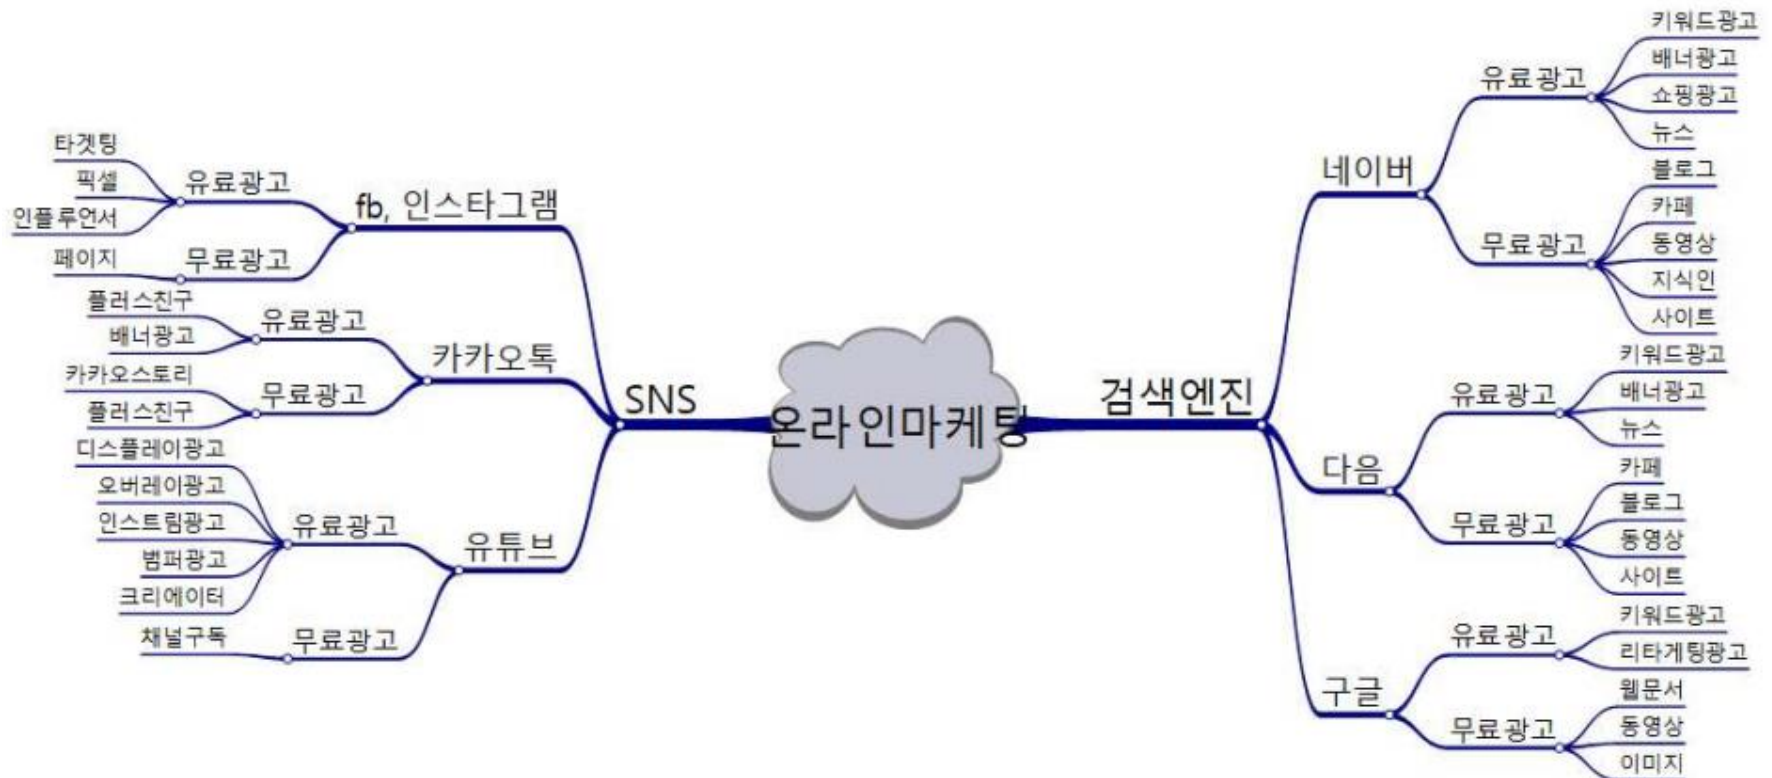 온라인마케팅
SNS
fb, 인스타그램
유료광고
타겟팅
픽셀
인플루언서
무료광고
페이지
카카오톡
유료광고
플러스친구
배너광고
무료광고
카카오스토리
플러스친구
유튜브
유료광고
디스플레이광고
오버레이광고
인스트림광고
범퍼광고
크리에이터
무료광고
채널구독
검색엔진
네이버
유료광고
키워드광고
배너광고
쇼핑광고
뉴스
무료광고
블로그
카페
동영상
지식인
사이트
다음
유료광고
키워드광고
배너광고
뉴스
무료광고
카페
블로그
동영상
사이트
구글
유료광고
키워드광고
리타게팅광고
무료광고
웹문서
동영상
이미지